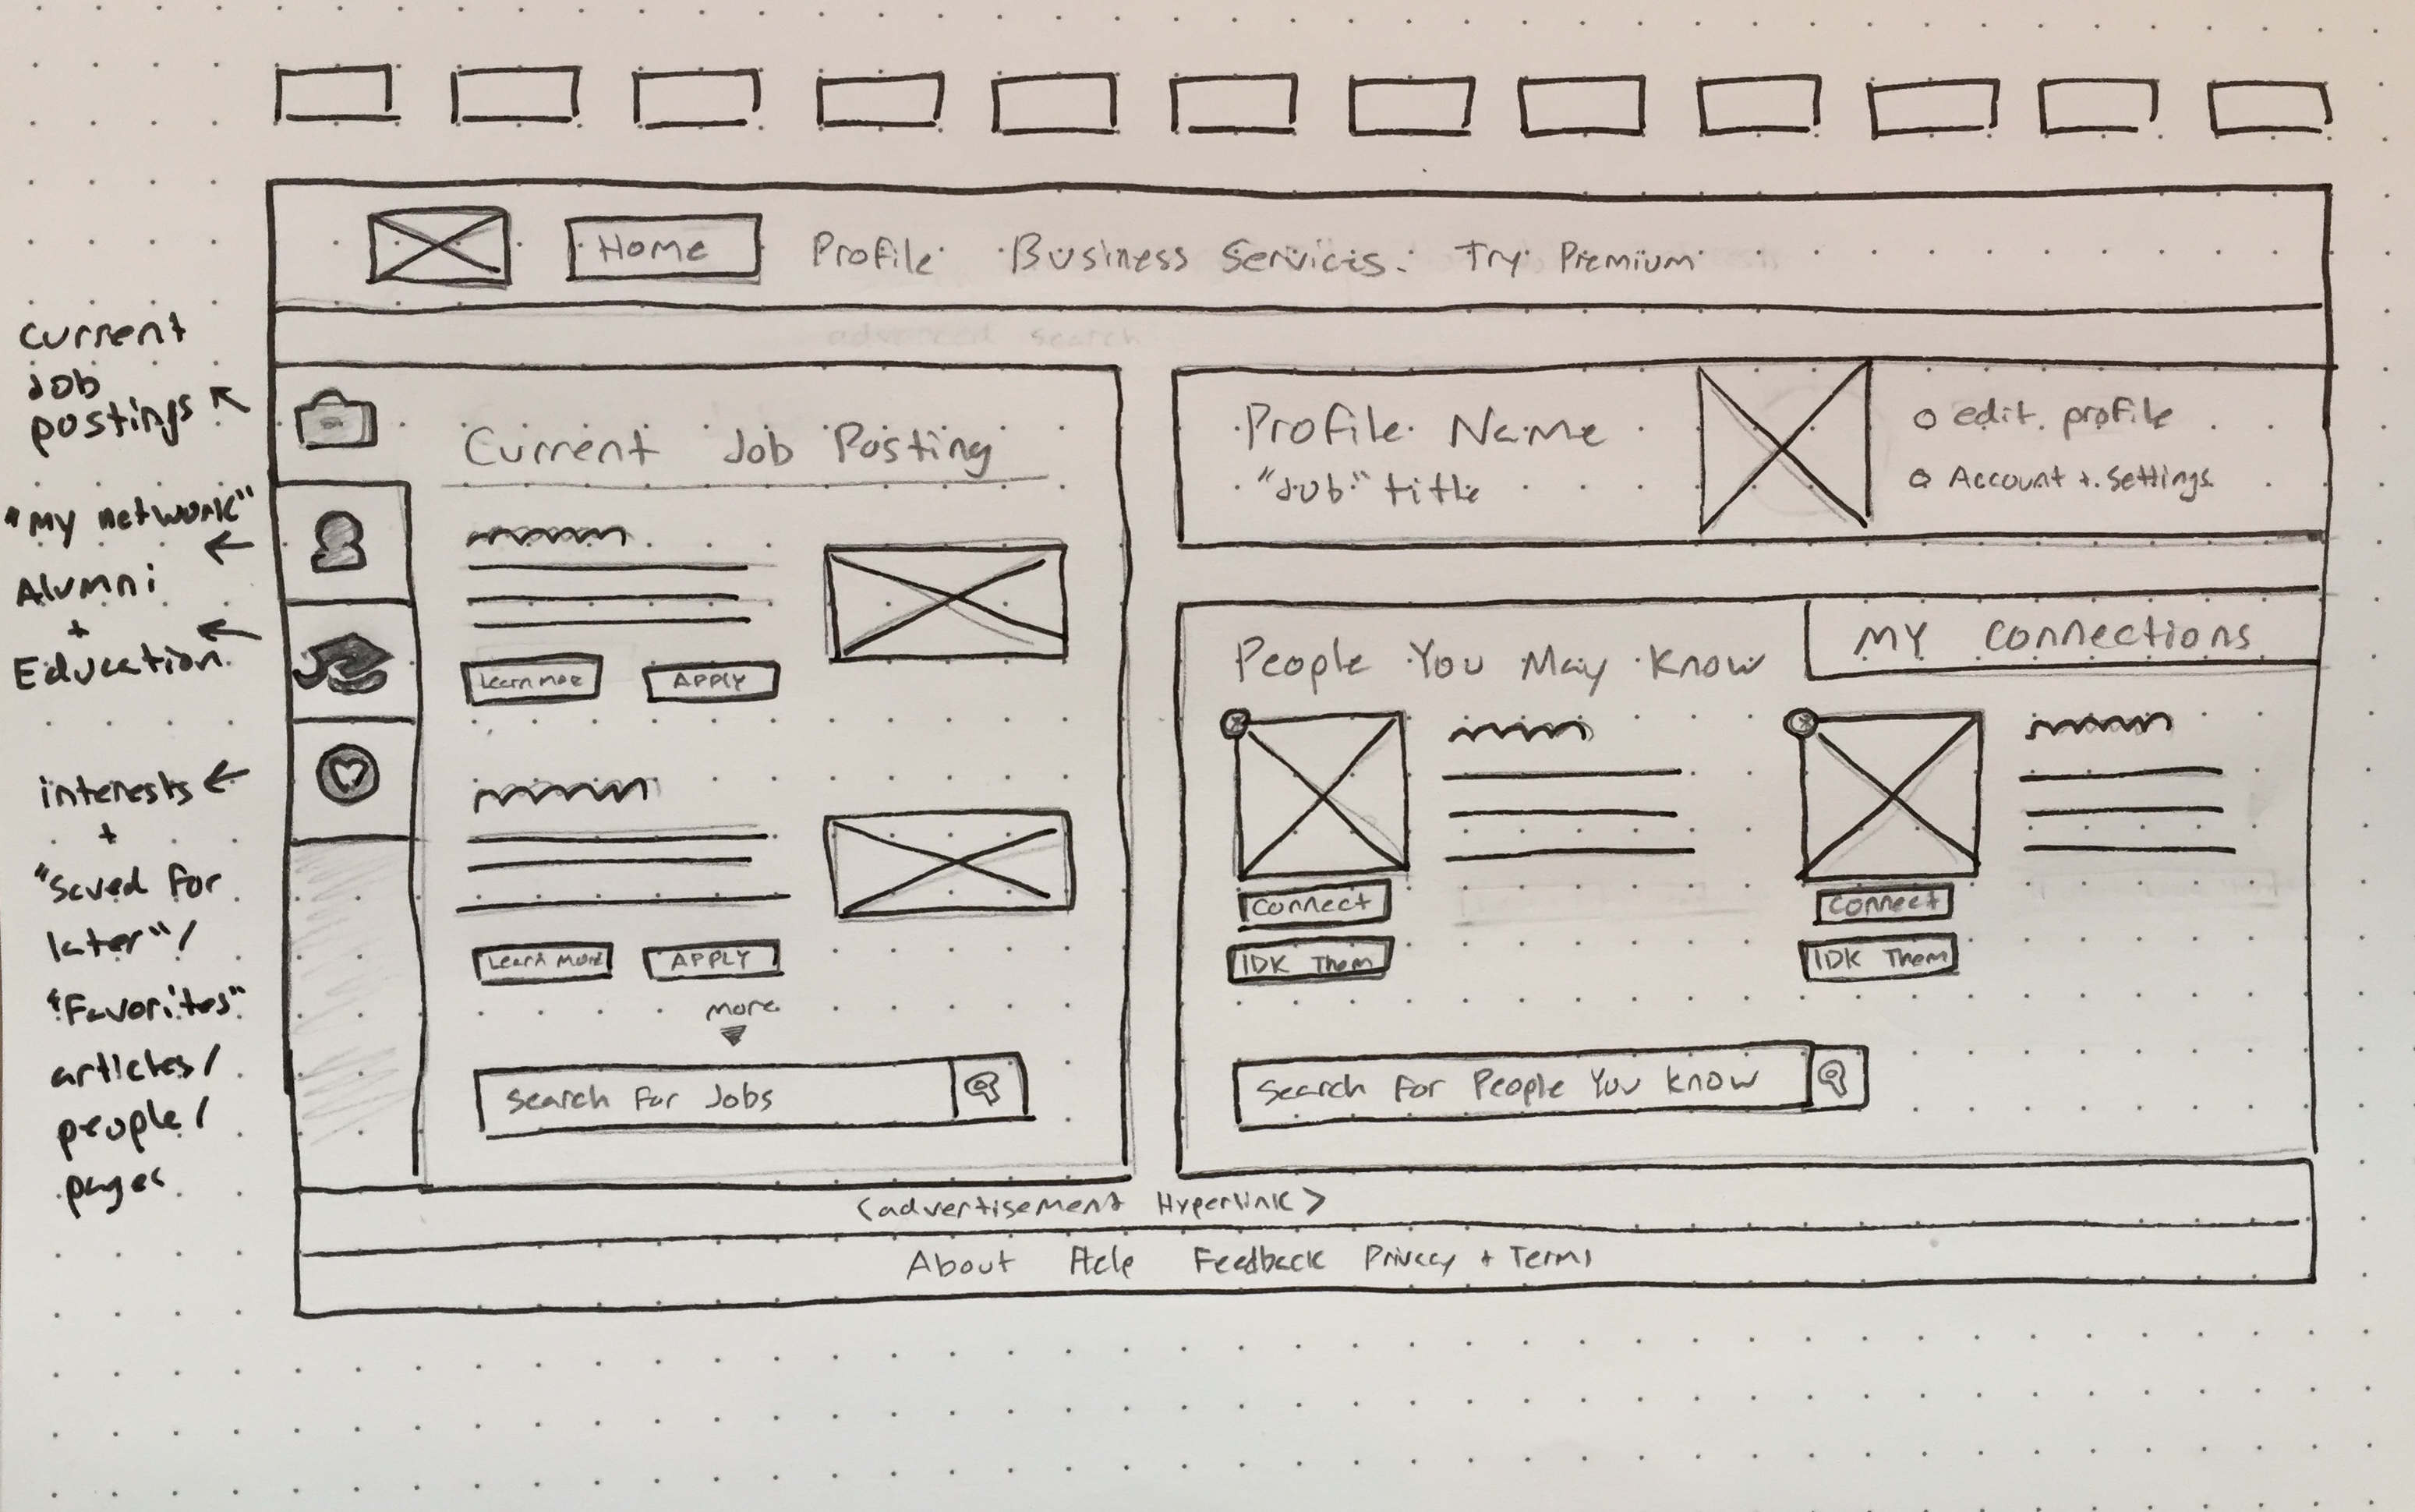 Home Profile Business Services Try Premium
advanced search
Current
Job
postings
"My network"
Alumni
+
Education
interests
+
"Saved for
later"/
"Favorites"
articles/
people/
pages
Current Job Posting
Learn more APPLY
Learn More APPLY
more
Search For Jobs
Profile Name
"Job" title
edit profile
Account + Settings
People You May Know
MY Connections
Connect
IDK Them
Connect
IDK Them
Search For People You Know
<advertisement Hyperlink>
About Help Feedback Privacy + Terms